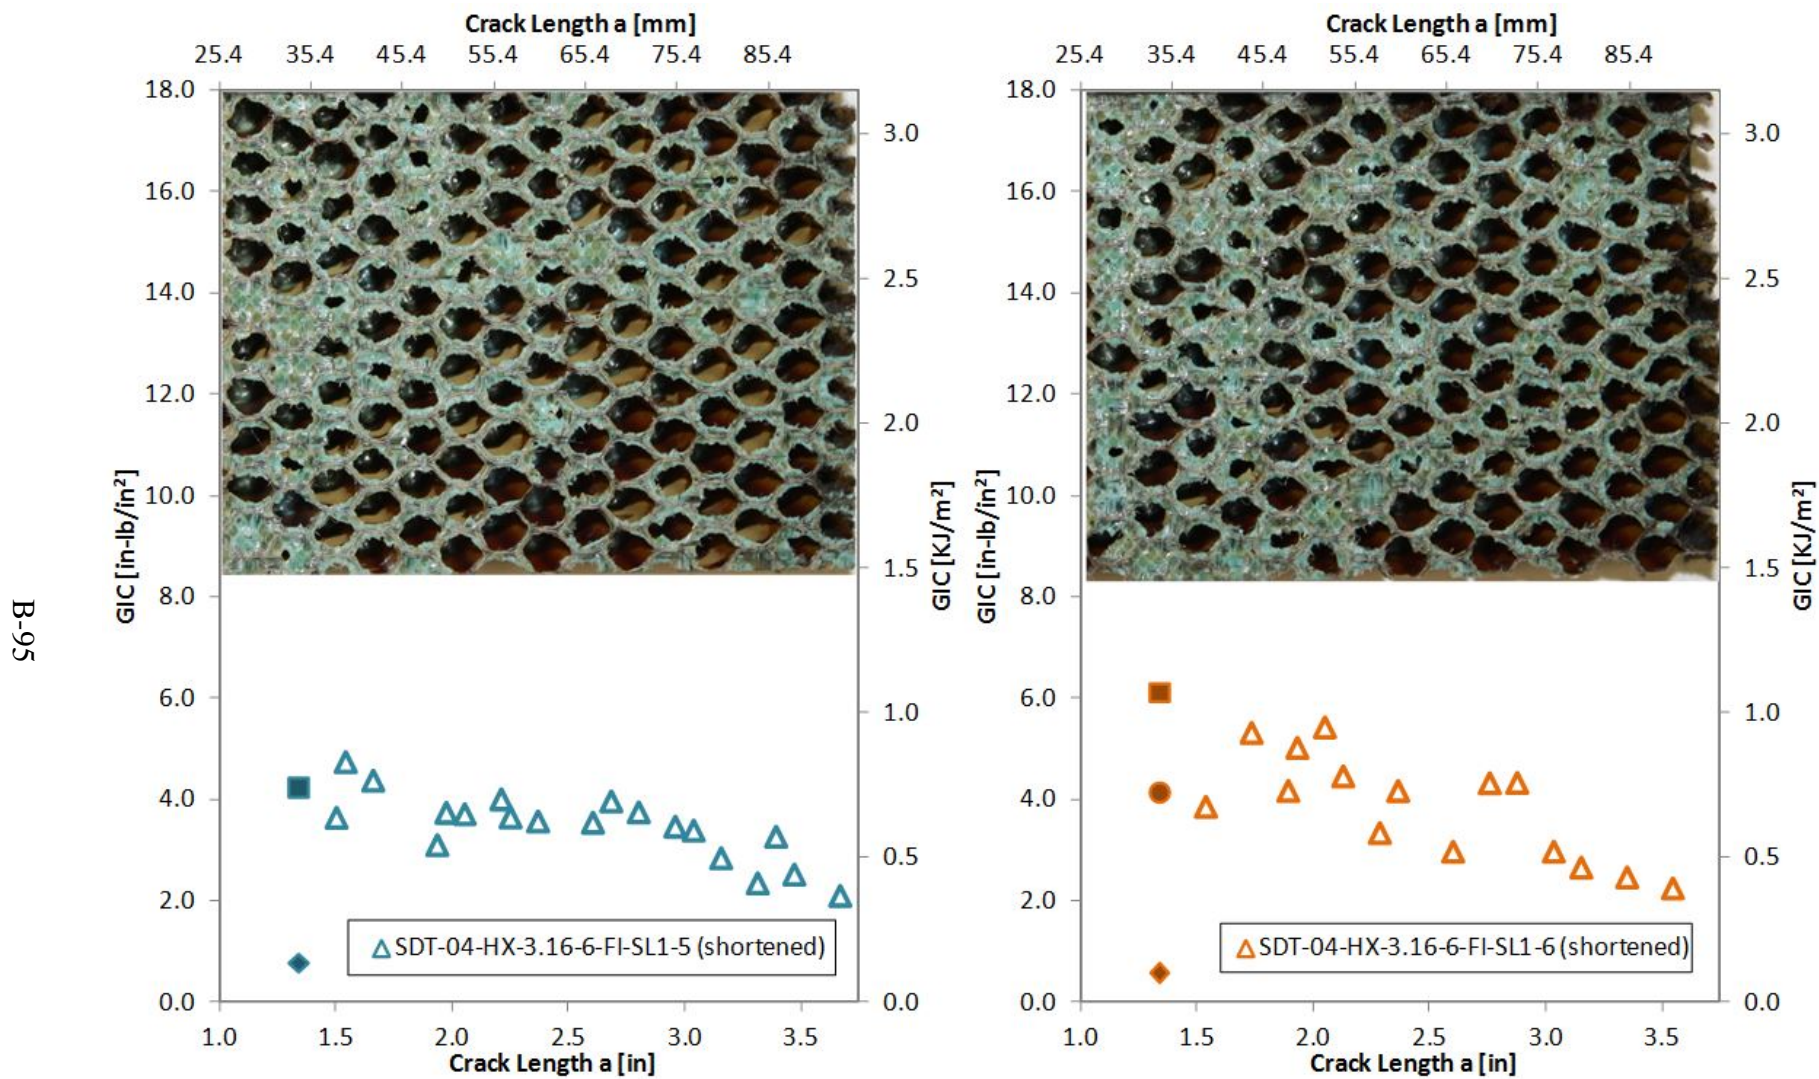 Crack Length a [mm]
25.4 35.4 45.4 55.4 65.4 75.4 85.4
18.0
16.0
14.0
12.0
10.0
8.0
6.0
4.0
2.0
0.0
GIC [in-lb/in²]
3.0
2.5
2.0
1.5
1.0
0.5
0.0
GIC [KJ/m²]
SDT-04-HX-3.16-6-FI-SL1-5 (shortened)
1.0 1.5 2.0 2.5 3.0 3.5
Crack Length a [in]
Crack Length a [mm]
25.4 35.4 45.4 55.4 65.4 75.4 85.4
18.0
16.0
14.0
12.0
10.0
8.0
6.0
4.0
2.0
0.0
GIC [in-lb/in²]
3.0
2.5
2.0
1.5
1.0
0.5
0.0
GIC [KJ/m²]
SDT-04-HX-3.16-6-FI-SL1-6 (shortened)
1.0 1.5 2.0 2.5 3.0 3.5
Crack Length a [in]
B-95